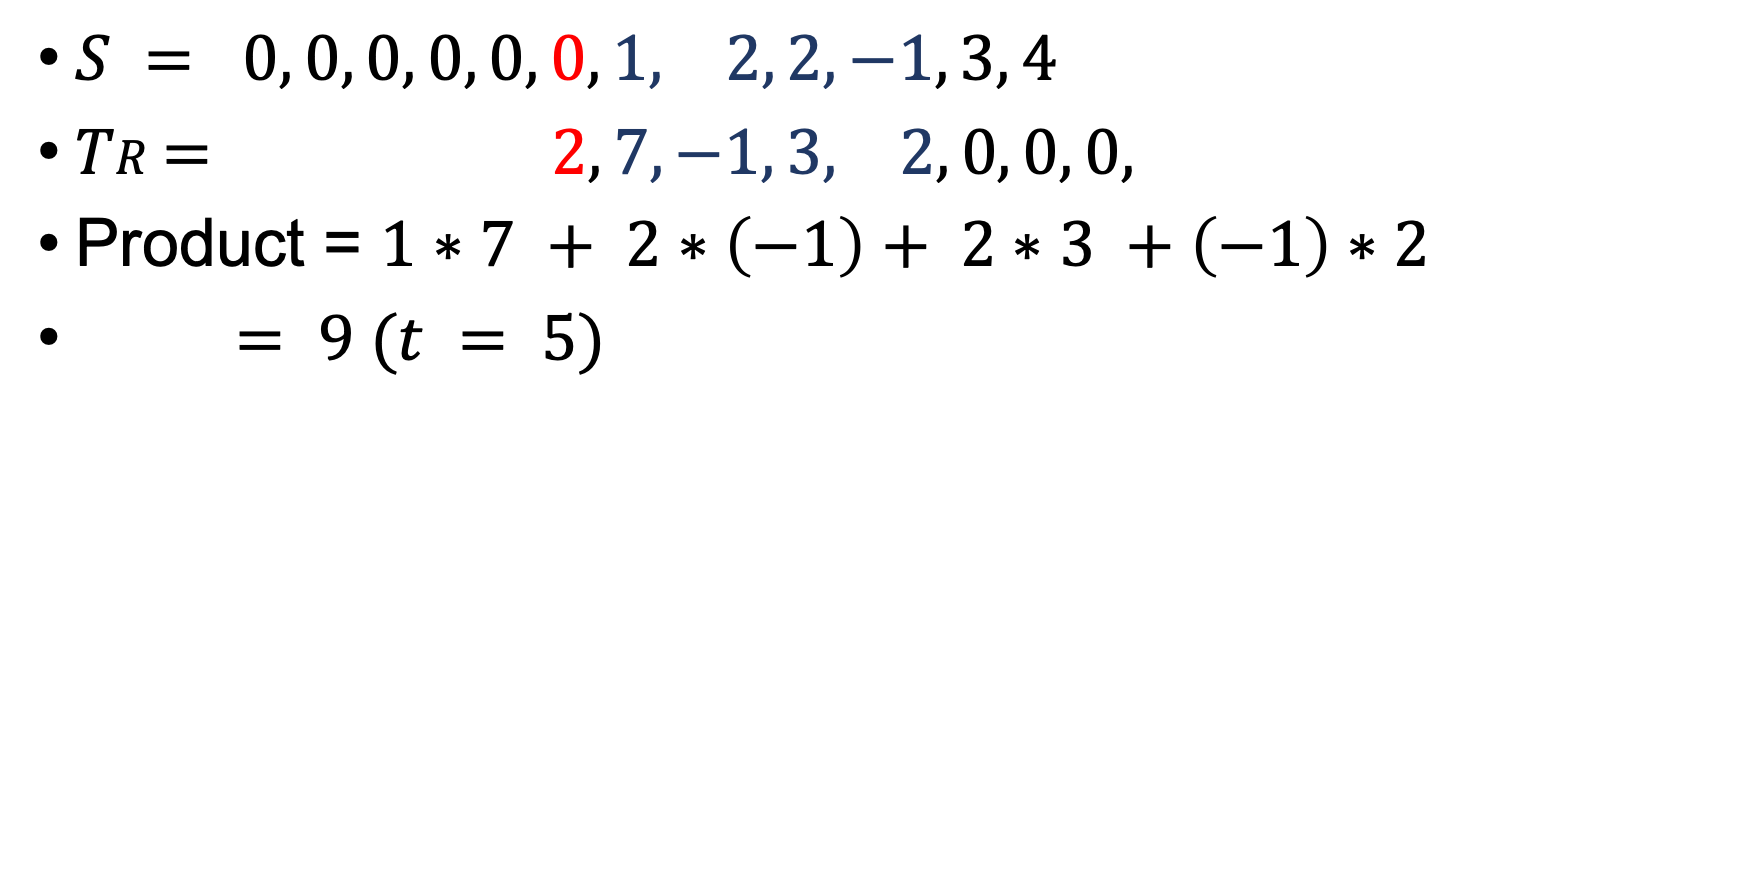 • S = 0, 0, 0, 0, 0, 0, 1, 2, 2, −1, 3, 4
• TR = 2, 7, −1, 3, 2, 0, 0, 0,
• Product = 1 ∗ 7 + 2 ∗ (−1) + 2 ∗ 3 + (−1) ∗ 2
• = 9 (t = 5)